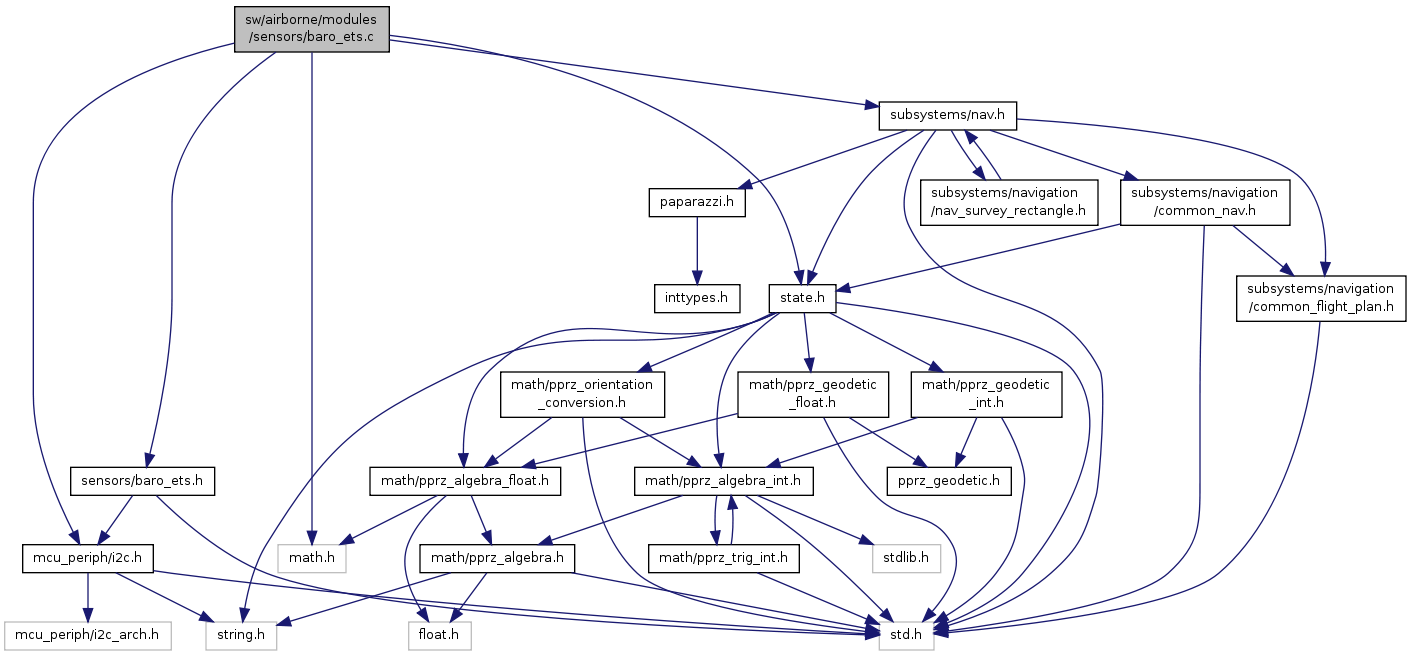 sw/airborne/modules
/sensors/baro_ets.c
subsystems/nav.h
paparazzi.h
subsystems/navigation
/nav_survey_rectangle.h
subsystems/navigation
/common_nav.h
inttypes.h
state.h
subsystems/navigation
/common_flight_plan.h
math/pprz_orientation
_conversion.h
math/pprz_geodetic
_float.h
math/pprz_geodetic
_int.h
sensors/baro_ets.h
math/pprz_algebra_float.h
math/pprz_algebra_int.h
pprz_geodetic.h
mcu_periph/i2c.h
math.h
math/pprz_algebra.h
math/pprz_trig_int.h
stdlib.h
mcu_periph/i2c_arch.h
string.h
float.h
std.h